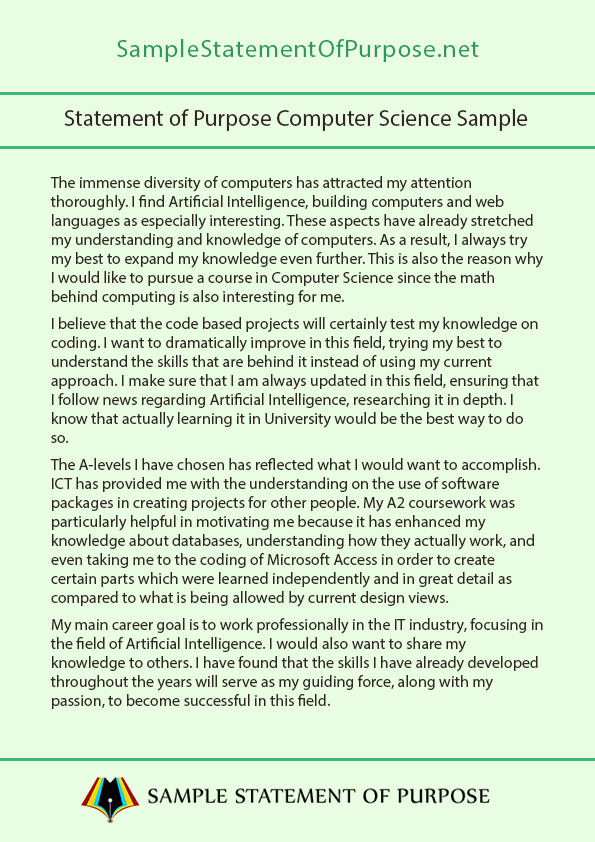 SampleStatementOfPurpose.net
Statement of Purpose Computer Science Sample
The immense diversity of computers has attracted my attention
thoroughly. I find Artificial Intelligence, building computers and web
languages as especially interesting. These aspects have already stretched
my understanding and knowledge of computers. As a result, I always try
my best to expand my knowledge even further. This is also the reason why
I would like to pursue a course in Computer Science since the math
behind computing is also interesting for me.
I believe that the code based projects will certainly test my knowledge on
coding. I want to dramatically improve in this field, trying my best to
understand the skills that are behind it instead of using my current
approach. I make sure that I am always updated in this field, ensuring that
I follow news regarding Artificial Intelligence, researching it in depth. I
know that actually learning it in University would be the best way to do
so.
The A-levels I have chosen has reflected what I would want to accomplish.
ICT has provided me with the understanding on the use of software
packages in creating projects for other people. My A2 coursework was
particularly helpful in motivating me because it has enhanced my
knowledge about databases, understanding how they actually work, and
even taking me to the coding of Microsoft Access in order to create
certain parts which were learned independently and in great detail as
compared to what is being allowed by current design views.
My main career goal is to work professionally in the IT industry, focusing in
the field of Artificial Intelligence. I would also want to share my
knowledge to others. I have found that the skills I have already developed
throughout the years will serve as my guiding force, along with my
passion, to become successful in this field.
SAMPLE STATEMENT OF PURPOSE